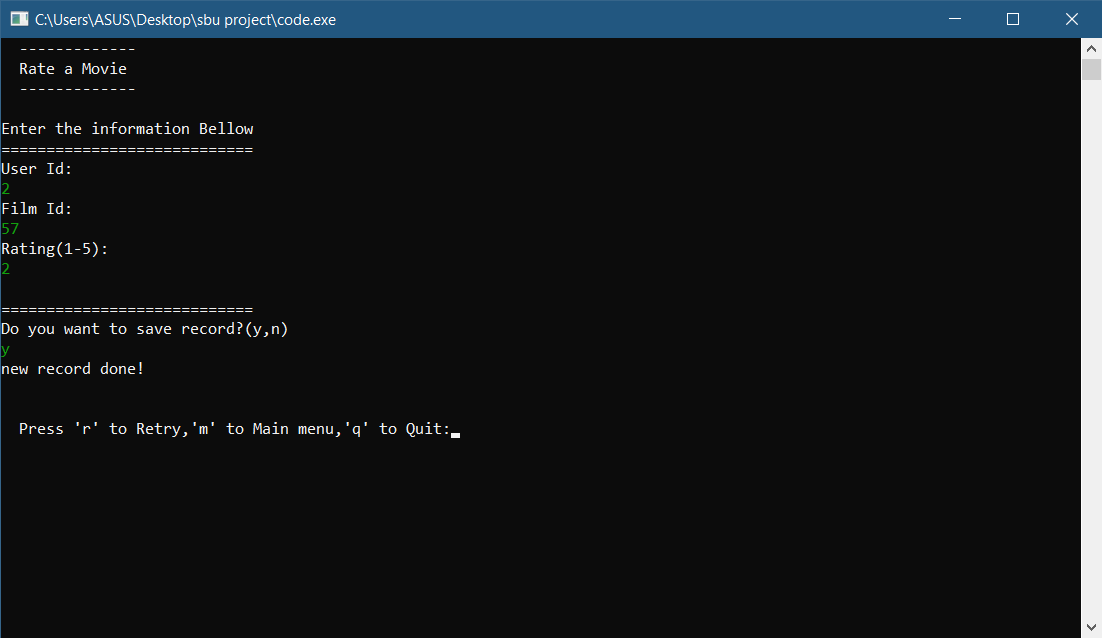 C:\Users\ASUS\Desktop\sbu project\code.exe
-------------
Rate a Movie
-------------
Enter the information Bellow
============================
User Id:
2
Film Id:
57
Rating(1-5):
2
============================
Do you want to save record?(y,n)
y
new record done!
Press 'r' to Retry,'m' to Main menu,'q' to Quit: